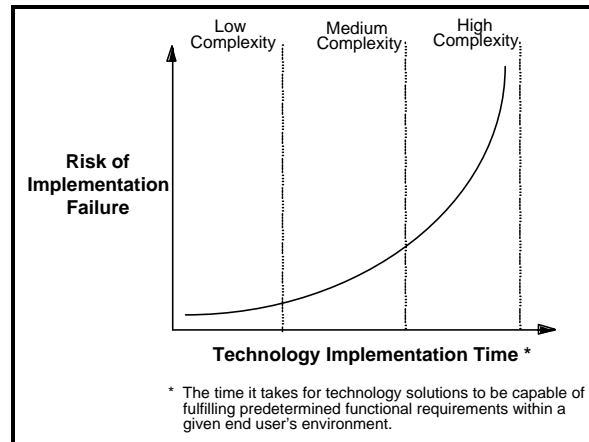 Low Complexity
Medium Complexity
High Complexity
Risk of
Implementation
Failure
Technology Implementation Time *
* The time it takes for technology solutions to be capable of
fulfilling predetermined functional requirements within a
given end user's environment.